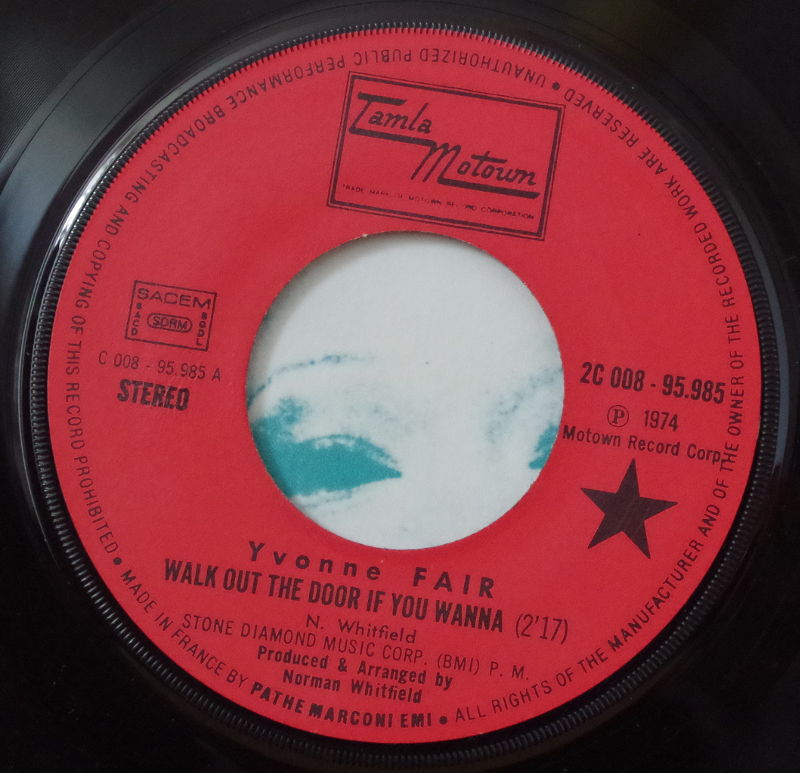 Tamla
Motown
TRADE MARK OF MOTOWN RECORD CORPORATION
SACEM
SACD
SDRM
SGDL
C 008 - 95.985 A
STEREO
2C 008 - 95.985
Ⓟ 1974
Motown Record Corp.
Yvonne FAIR
WALK OUT THE DOOR IF YOU WANNA (2'17)
N. Whitfield
STONE DIAMOND MUSIC CORP. (BMI) P. M.
Produced & Arranged by
Norman Whitfield
• MADE IN FRANCE BY PATHE MARCONI EMI • ALL RIGHTS OF THE MANUFACTURER AND OF THE OWNER OF THE RECORDED WORK ARE RESERVED • UNAUTHORIZED PUBLIC PERFORMANCE BROADCASTING AND COPYING OF THIS RECORD PROHIBITED